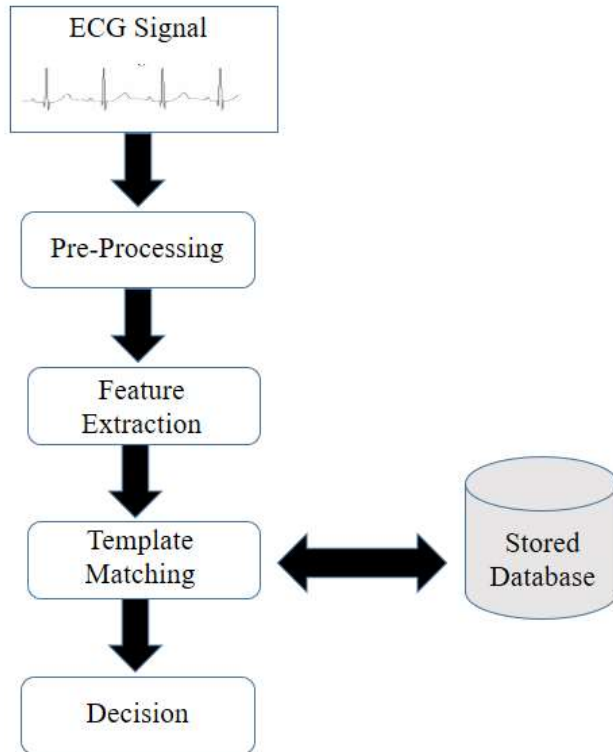 ECG Signal
Pre-Processing
Feature
Extraction
Template
Matching
Stored
Database
Decision